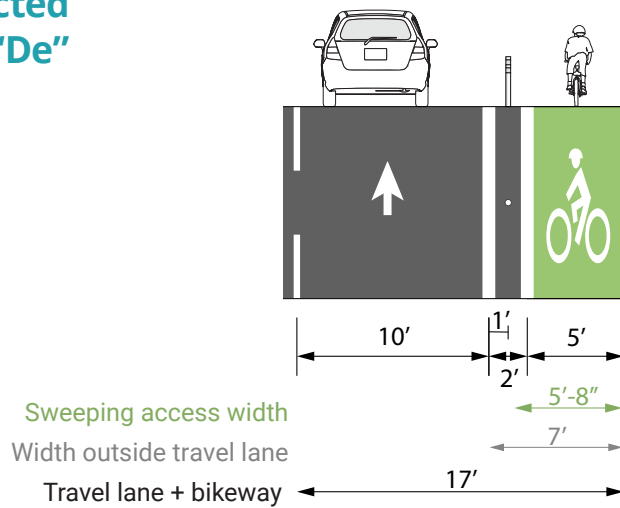 cted
“De”
1’
10’
5’
2’
5’-8”
Sweeping access width
7’
Width outside travel lane
17’
Travel lane + bikeway